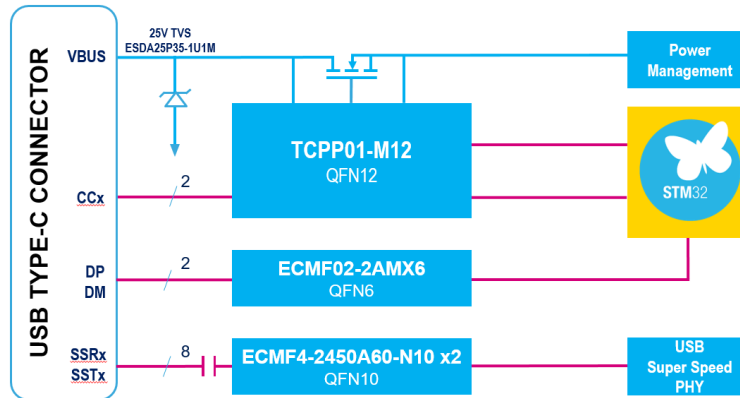 USB TYPE-C CONNECTOR
25V TVS
ESDA25P35-1U1M
VBUS
Power
Management
TCPP01-M12
QFN12
STM32
CCx
2
DP
DM
2
ECMF02-2AMX6
QFN6
SSRx
SSTx
8
ECMF4-2450A60-N10 x2
QFN10
USB
Super Speed
PHY